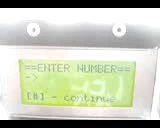 ==ENTER NUMBER==
->
[#] - continue